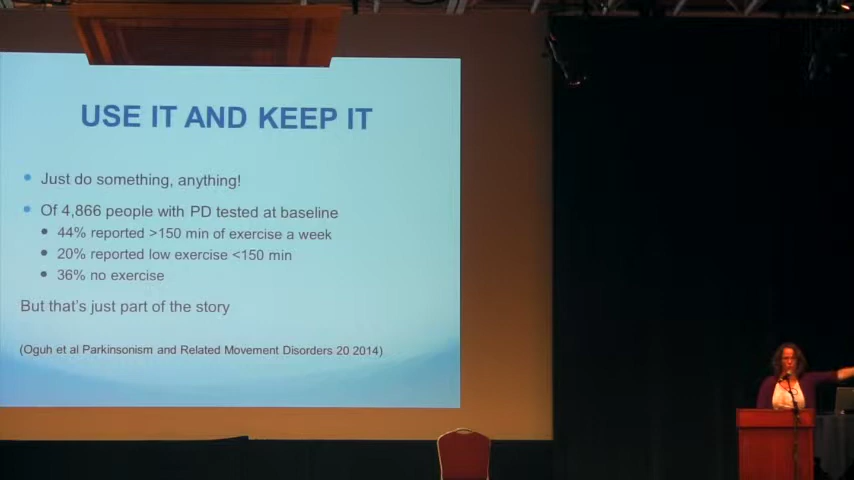 USE IT AND KEEP IT
Just do something, anything!
Of 4,866 people with PD tested at baseline
44% reported >150 min of exercise a week
20% reported low exercise <150 min
36% no exercise
But that's just part of the story
(Oguh et al Parkinsonism and Related Movement Disorders 20 2014)